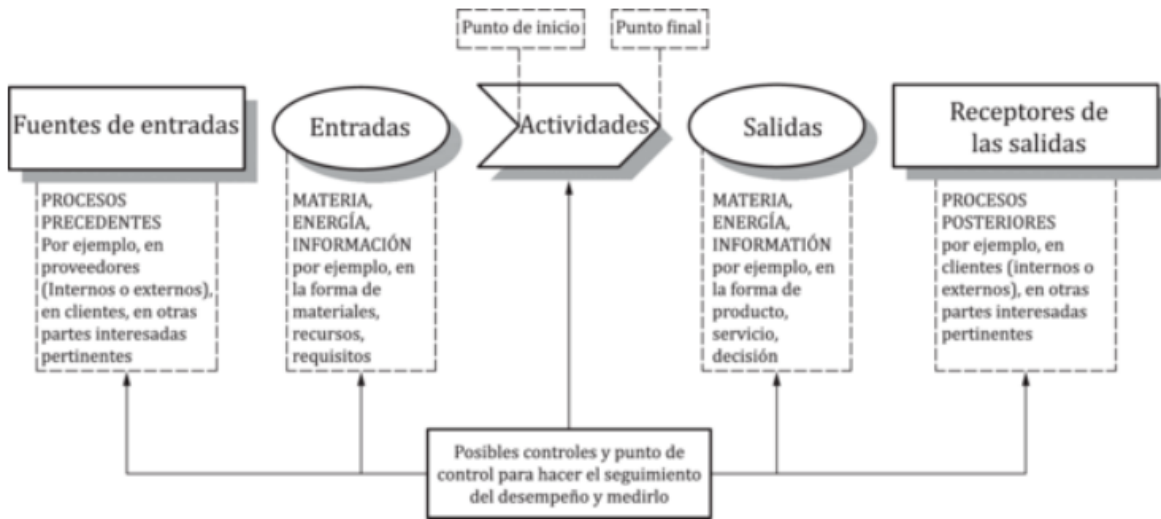 Punto de inicio
Punto final
Fuentes de entradas
Entradas
Actividades
Salidas
Receptores de
las salidas
PROCESOS
PRECEDENTES
Por ejemplo, en
proveedores
(Internos o externos),
en clientes, en otras
partes interesadas
pertinentes
MATERIA,
ENERGÍA,
INFORMACIÓN
por ejemplo, en
la forma de
materiales,
recursos,
requisitos
MATERIA,
ENERGÍA,
INFORMATIÓN
por ejemplo, en
la forma de
producto,
servicio,
decisión
PROCESOS
POSTERIORES
por ejemplo, en
clientes (internos o
externos), en otras
partes interesadas
pertinentes
Posibles controles y punto de
control para hacer el seguimiento
del desempeño y medirlo